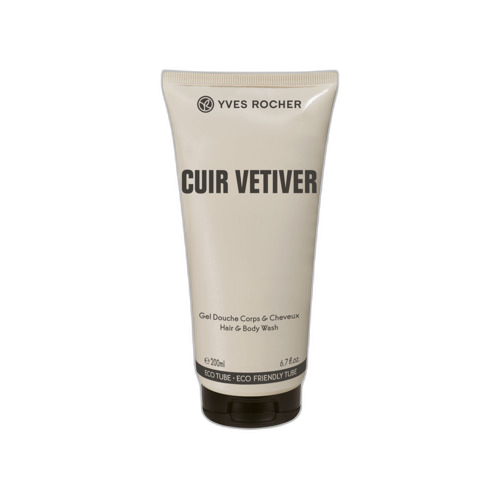 YVES ROCHER
CUIR VETIVER
Gel Douche Corps & Cheveux
Hair & Body Wash
℮ 200ml 6.7 fl.oz.
ECO TUBE • ECO FRIENDLY TUBE